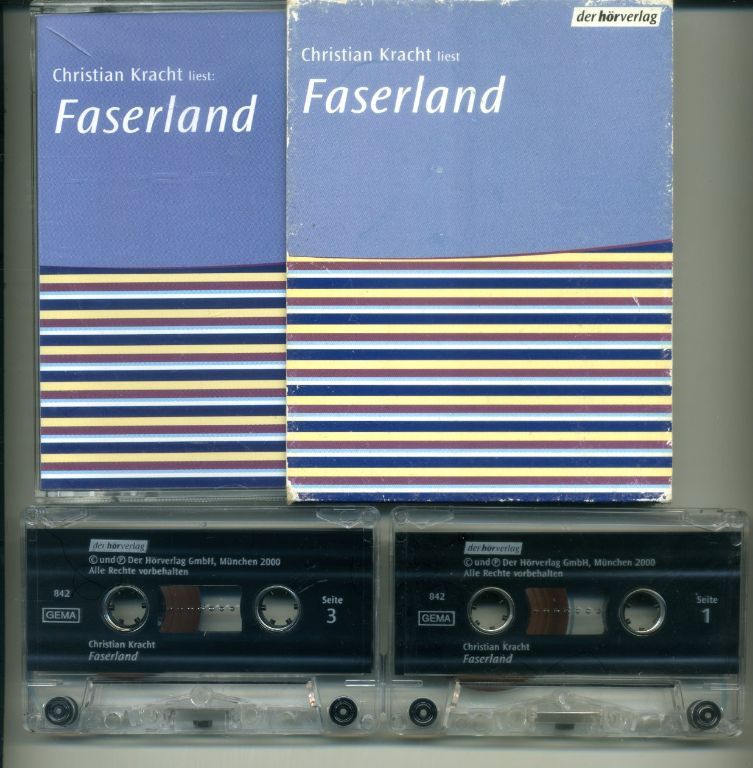 Christian Kracht liest:
Faserland
der hörverlag
Christian Kracht liest
Faserland
der hörverlag
© und ℗ Der Hörverlag GmbH, München 2000
Alle Rechte vorbehalten
842
GEMA
Seite
3
Christian Kracht
Faserland
der hörverlag
© und ℗ Der Hörverlag GmbH, München 2000
Alle Rechte vorbehalten
842
GEMA
Seite
1
Christian Kracht
Faserland